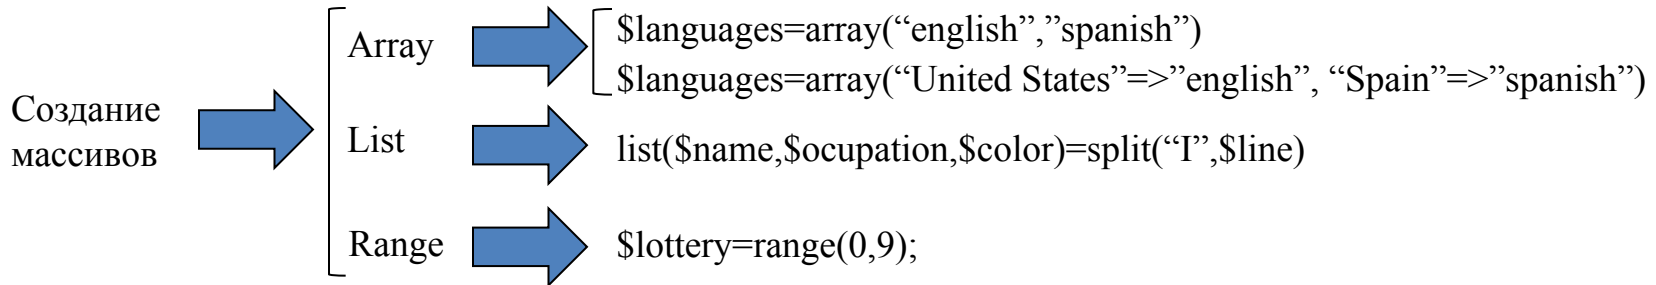 Создание
массивов
Array
$languages=array(“english”,”spanish”)
$languages=array(“United States”=>”english”, “Spain”=>”spanish”)
List
list($name,$ocupation,$color)=split(“I”,$line)
Range
$lottery=range(0,9);